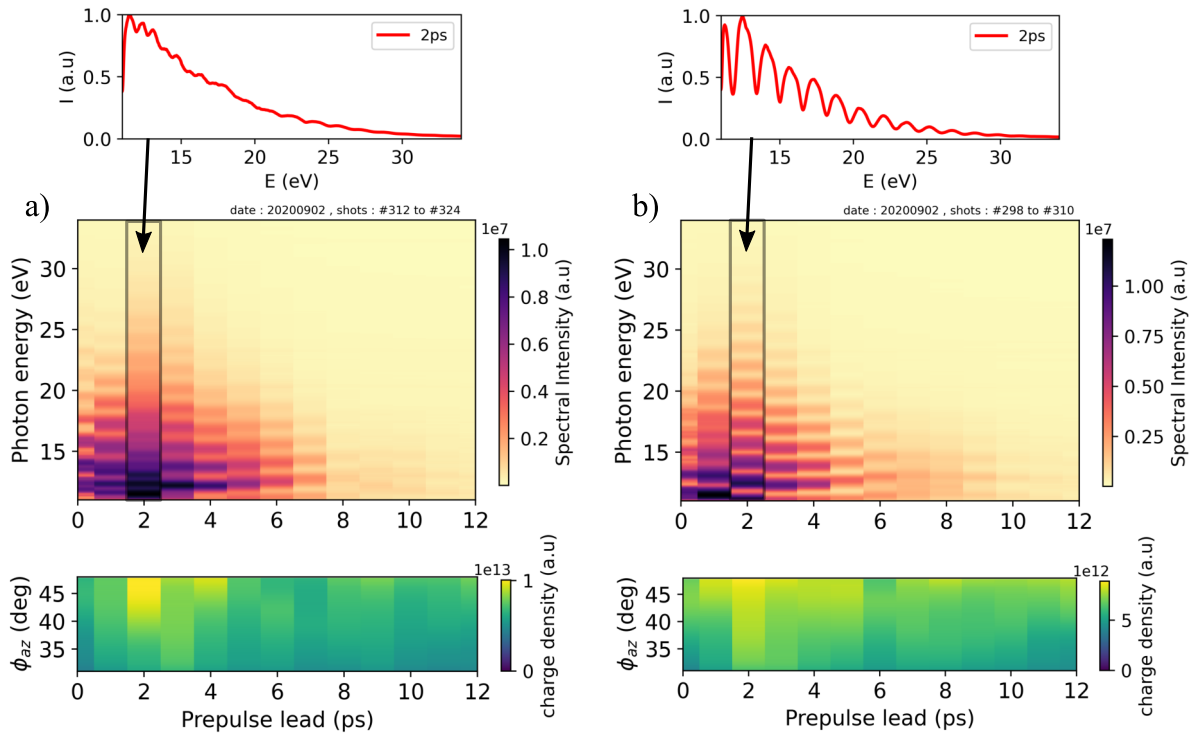 1.0
0.5
0.0
I (a.u)
2ps
15 20 25 30
E (eV)
1.0
0.5
0.0
I (a.u)
2ps
15 20 25 30
E (eV)
a)
date : 20200902 , shots : #312 to #324
30
25
20
15
Photon energy (eV)
0 2 4 6 8 10 12
1e7
1.0
0.8
0.6
0.4
0.2
Spectral Intensity (a.u)
b)
date : 20200902 , shots : #298 to #310
30
25
20
15
Photon energy (eV)
0 2 4 6 8 10 12
1e7
1.00
0.75
0.50
0.25
Spectral Intensity (a.u)
45
40
35
ϕaz (deg)
0 2 4 6 8 10 12
Prepulse lead (ps)
1e13
1
0
charge density (a.u)
45
40
35
ϕaz (deg)
0 2 4 6 8 10 12
Prepulse lead (ps)
1e12
5
0
charge density (a.u)